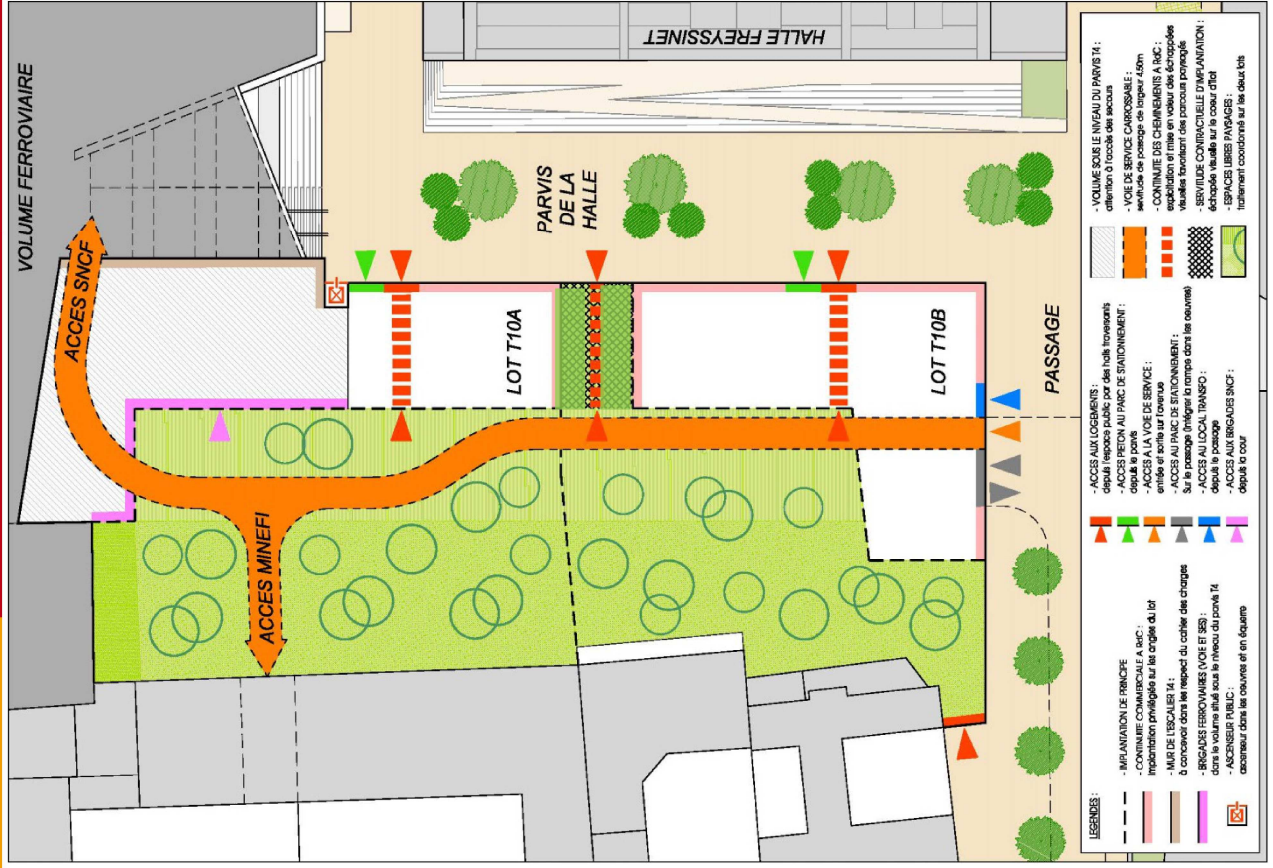 VOLUME FERROVIAIRE
HALLE FREYSSINET
ACCES SNCF
PARVIS
DE LA
HALLE
LOT T10A
LOT T10B
PASSAGE
ACCES MINEFI
LEGENDES :
- IMPLANTATION DE PRINCIPE
- CONTINUITE COMMERCIALE A RdC :
implantation privilégiée sur les angles du lot
- MUR DE L'ESCALIER T4 :
à concevoir dans les respect du cahier des charges
- BRIGADES FERROVIAIRES (VOIE ET SES) :
dans le volume situé sous le niveau du parvis T4
- ASCENSEUR PUBLIC :
ascenseur dans les oeuvres et en équerre
- ACCES AUX LOGEMENTS :
depuis l'espace public par des halls traversants
- ACCES PIETON AU PARC DE STATIONNEMENT :
depuis le parvis
- ACCES A LA VOIE DE SERVICE :
entrée et sortie sur l'avenue
- ACCES AU PARC DE STATIONNEMENT :
Sur le passage (intégrer la rampe dans les oeuvres)
- ACCES AU LOCAL TRANSFO :
depuis le passage
- ACCES AUX BRIGADES SNCF :
depuis la cour
- VOLUME SOUS LE NIVEAU DU PARVIS T4 :
attention à l'accès des secours
- VOIE DE SERVICE CARROSSABLE :
servitude de passage de largeur 4.50m
- CONTINUITE DES CHEMINEMENTS A RdC :
exploitation et mise en valeur des échappées
visuelles favorisant des parcours paysagés
- SERVITUDE CONTRACTUELLE D'IMPLANTATION :
échapée visuelle sur le coeur d'îlot
- ESPACES LIBRES PAYSAGES :
traitement coordonné sur les deux lots